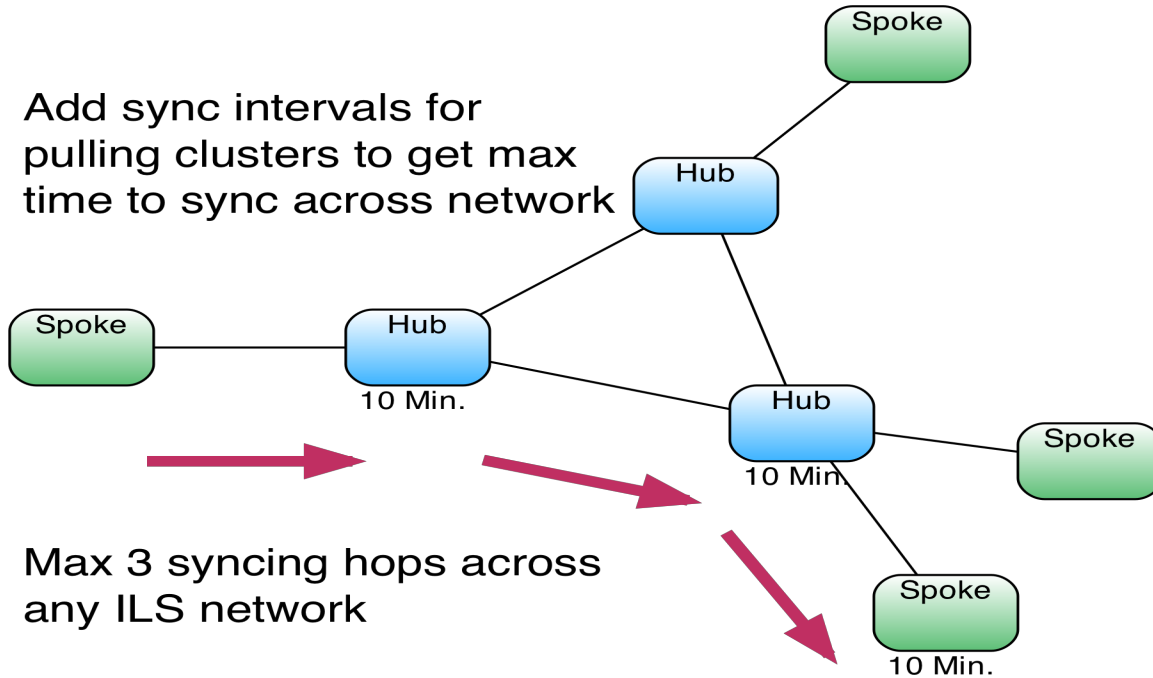 Spoke
Add sync intervals for
pulling clusters to get max
time to sync across network
Hub
Spoke
Hub
10 Min.
Hub
10 Min.
Spoke
Max 3 syncing hops across
any ILS network
Spoke
10 Min.